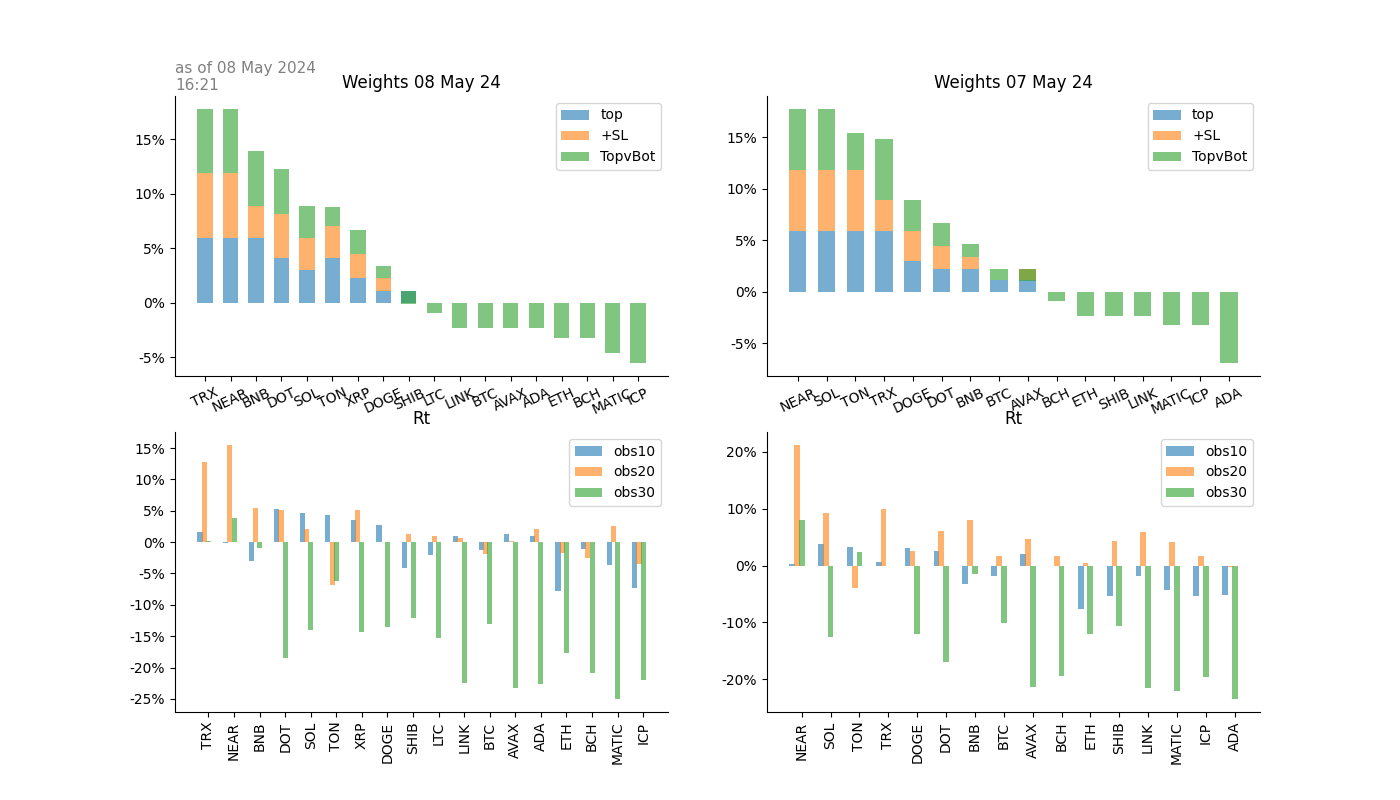 as of 08 May 2024
16:21
Weights 08 May 24
top
+SL
TopvBot
15%
10%
5%
0%
-5%
TRX NEAR BNB DOT SOL TON XRP DOGE SHIB LTC LINK BTC AVAX ADA ETH BCH MATIC ICP
Weights 07 May 24
top
+SL
TopvBot
15%
10%
5%
0%
-5%
NEAR SOL TON TRX DOGE DOT BNB BTC AVAX BCH ETH SHIB LINK MATIC ICP ADA
Rt
obs10
obs20
obs30
15%
10%
5%
0%
-5%
-10%
-15%
-20%
-25%
TRX NEAR BNB DOT SOL TON XRP DOGE SHIB LTC LINK BTC AVAX ADA ETH BCH MATIC ICP
Rt
obs10
obs20
obs30
20%
10%
0%
-10%
-20%
NEAR SOL TON TRX DOGE DOT BNB BTC AVAX BCH ETH SHIB LINK MATIC ICP ADA